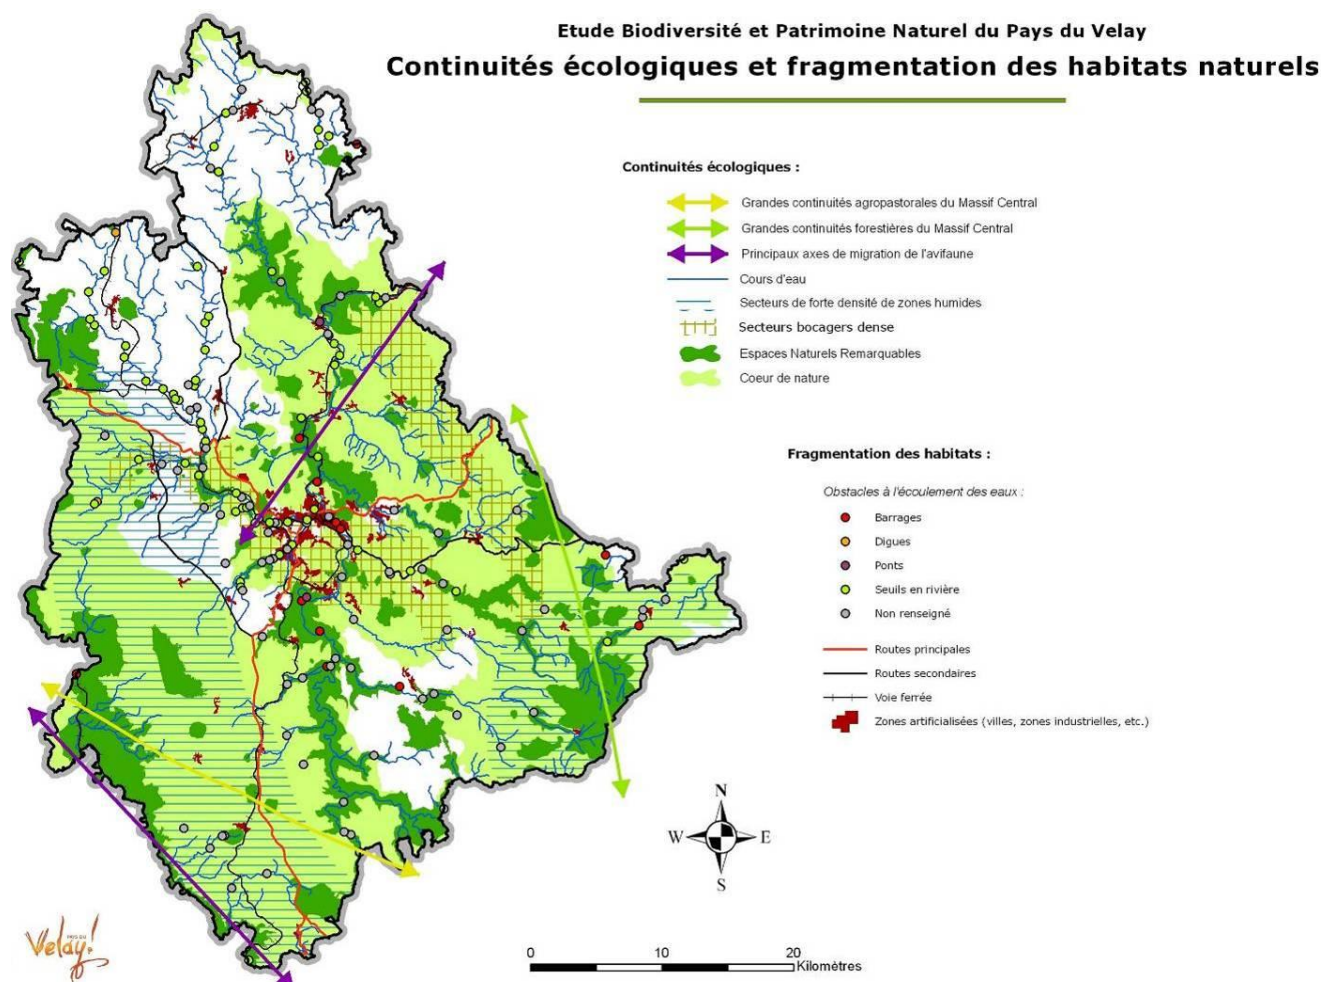 Etude Biodiversité et Patrimoine Naturel du Pays du Velay
Continuités écologiques et fragmentation des habitats naturels
Continuités écologiques :
Grandes continuités agropastorales du Massif Central
Grandes continuités forestières du Massif Central
Principaux axes de migration de l'avifaune
Cours d'eau
Secteurs de forte densité de zones humides
Secteurs bocagers dense
Espaces Naturels Remarquables
Coeur de nature
Fragmentation des habitats :
Obstacles à l'écoulement des eaux :
Barrages
Digues
Ponts
Seuils en rivière
Non renseigné
Routes principales
Routes secondaires
Voie ferrée
Zones artificialisées (villes, zones industrielles, etc.)
N
W E
S
PAYS DU
Velay!
0 10 20
Kilomètres